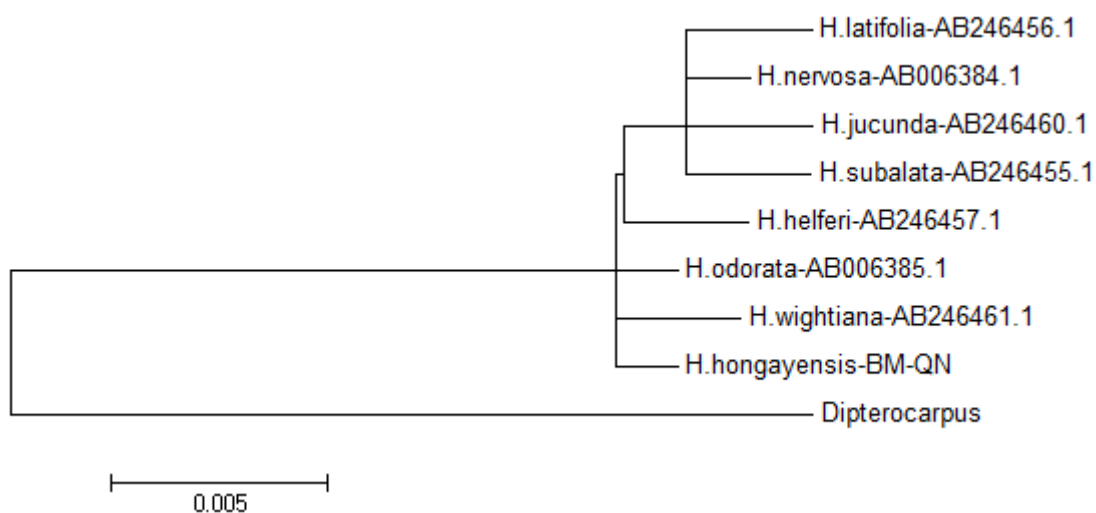 H.latifolia-AB246456.1
H.nervosa-AB006384.1
H.jucunda-AB246460.1
H.subalata-AB246455.1
H.helferi-AB246457.1
H.odorata-AB006385.1
H.wightiana-AB246461.1
H.hongayensis-BM-QN
Dipterocarpus
0.005